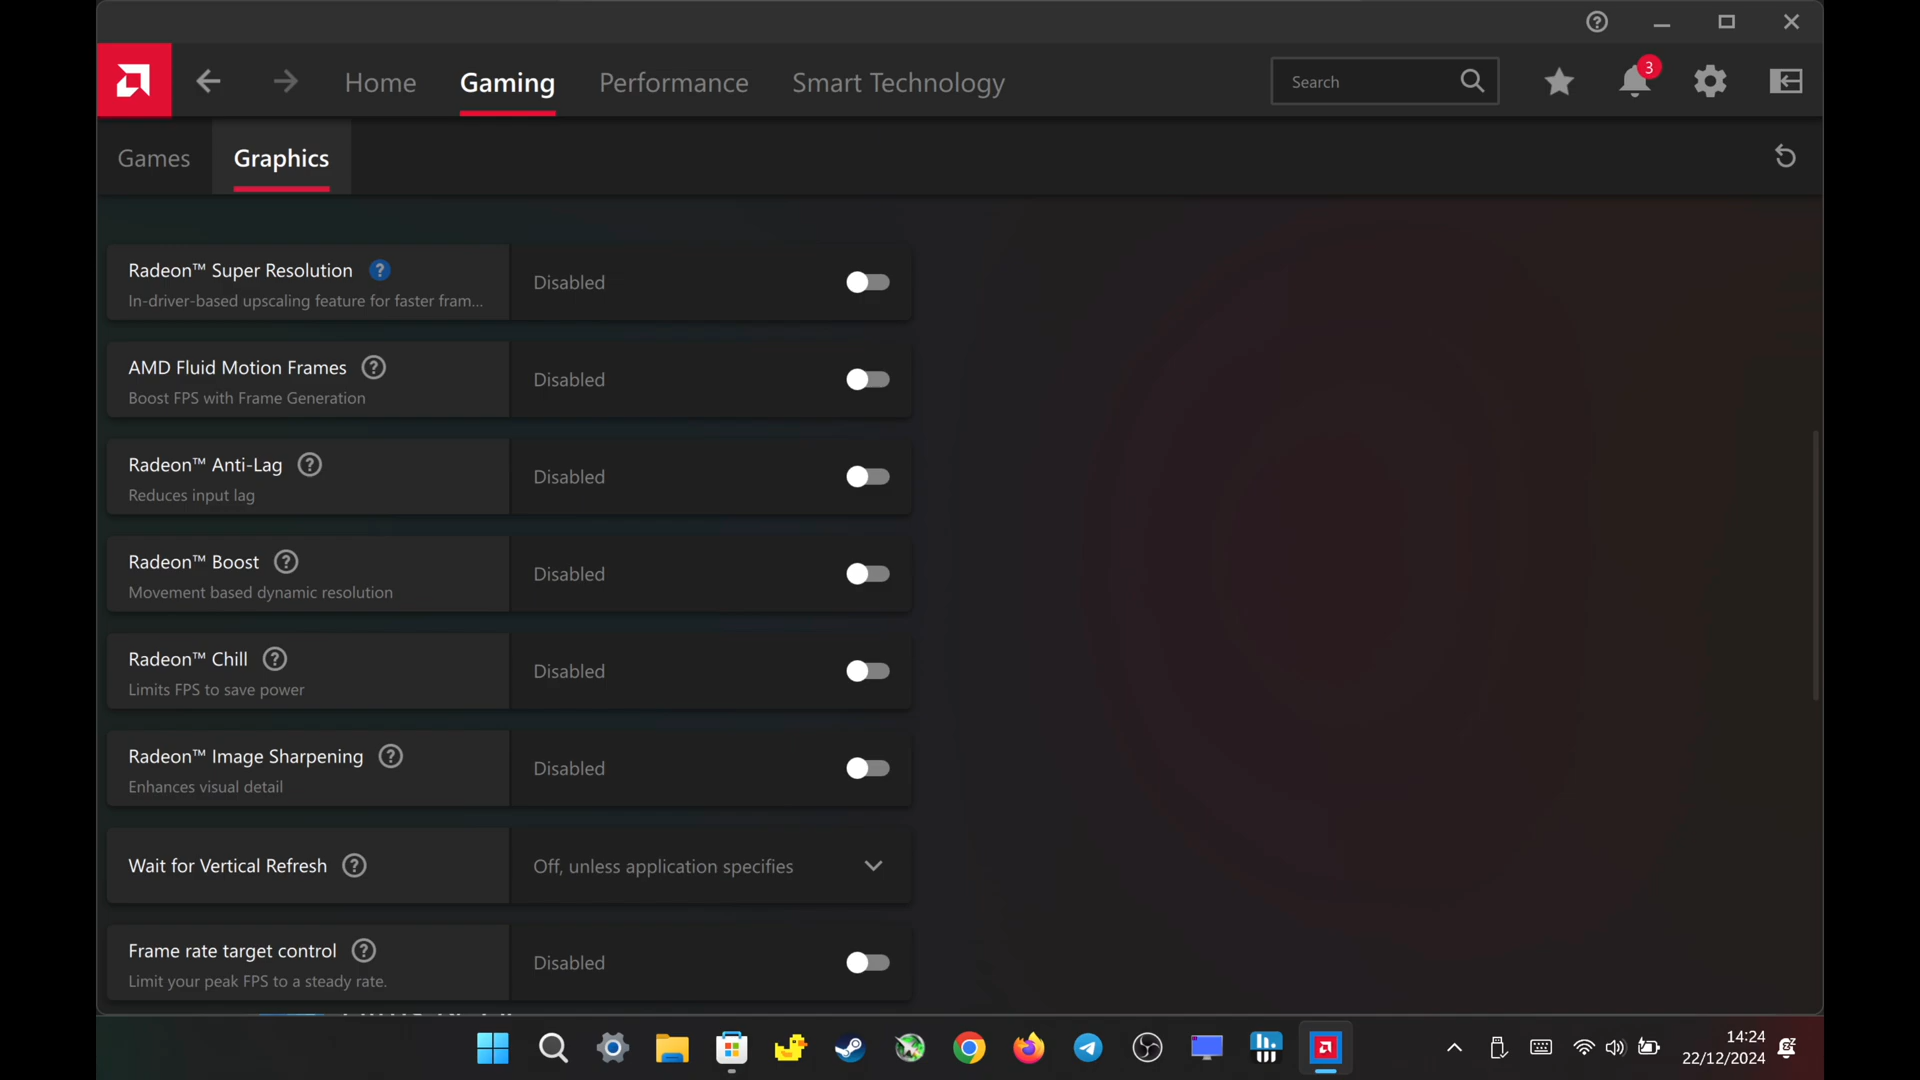 Home
Gaming
Performance
Smart Technology
Search
3
Games
Graphics
Radeon™ Super Resolution ?
In-driver-based upscaling feature for faster fram...
Disabled
AMD Fluid Motion Frames ?
Boost FPS with Frame Generation
Disabled
Radeon™ Anti-Lag ?
Reduces input lag
Disabled
Radeon™ Boost ?
Movement based dynamic resolution
Disabled
Radeon™ Chill ?
Limits FPS to save power
Disabled
Radeon™ Image Sharpening ?
Enhances visual detail
Disabled
Wait for Vertical Refresh ?
Off, unless application specifies
Frame rate target control ?
Limit your peak FPS to a steady rate.
Disabled
14:24
22/12/2024